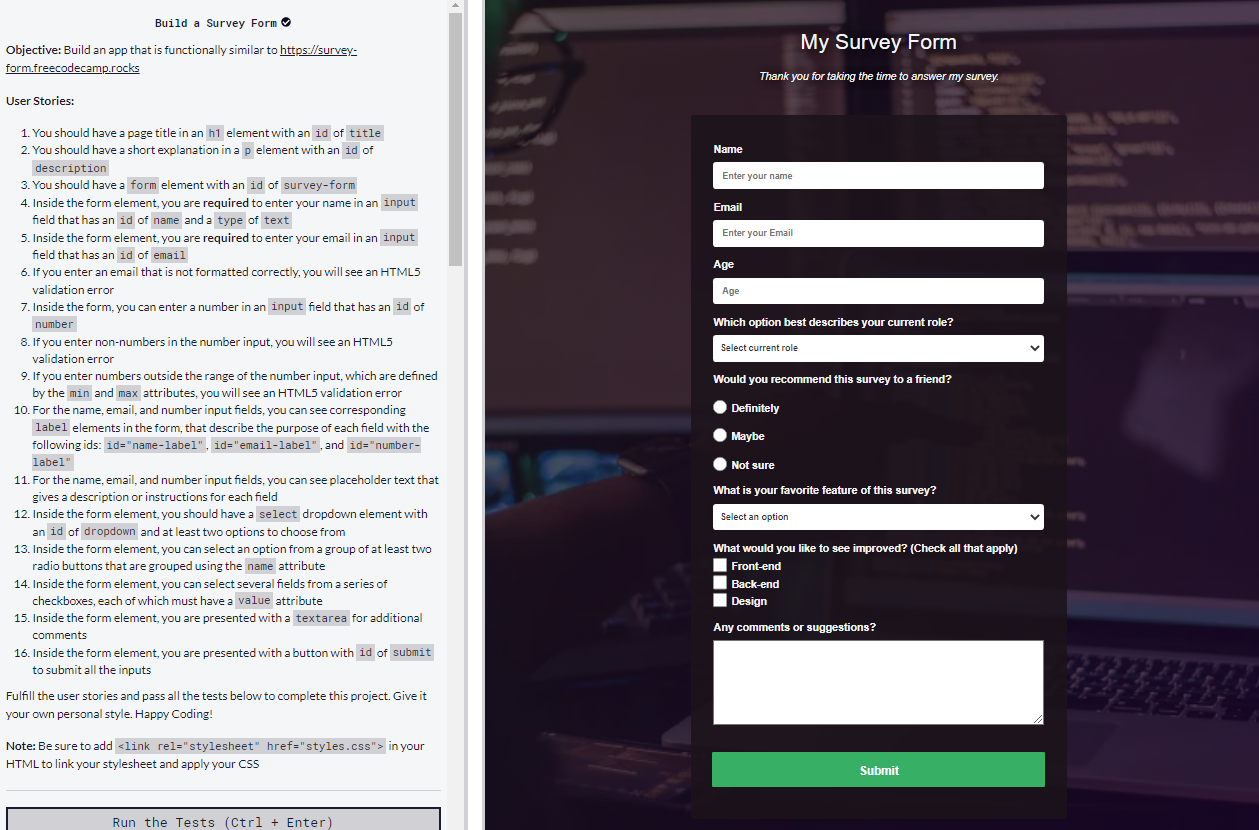 Build a Survey Form
Objective: Build an app that is functionally similar to https://survey-
form.freecodecamp.rocks
User Stories:
1. You should have a page title in an h1 element with an id of title
2. You should have a short explanation in a p element with an id of
description
3. You should have a form element with an id of survey-form
4. Inside the form element, you are required to enter your name in an input
field that has an id of name and a type of text
5. Inside the form element, you are required to enter your email in an input
field that has an id of email
6. If you enter an email that is not formatted correctly, you will see an HTML5
validation error
7. Inside the form, you can enter a number in an input field that has an id of
number
8. If you enter non-numbers in the number input, you will see an HTML5
validation error
9. If you enter numbers outside the range of the number input, which are defined
by the min and max attributes, you will see an HTML5 validation error
10. For the name, email, and number input fields, you can see corresponding
label elements in the form, that describe the purpose of each field with the
following ids: id="name-label", id="email-label", and id="number-
label"
11. For the name, email, and number input fields, you can see placeholder text that
gives a description or instructions for each field
12. Inside the form element, you should have a select dropdown element with
an id of dropdown and at least two options to choose from
13. Inside the form element, you can select an option from a group of at least two
radio buttons that are grouped using the name attribute
14. Inside the form element, you can select several fields from a series of
checkboxes, each of which must have a value attribute
15. Inside the form element, you are presented with a textarea for additional
comments
16. Inside the form element, you are presented with a button with id of submit
to submit all the inputs
Fulfill the user stories and pass all the tests below to complete this project. Give it
your own personal style. Happy Coding!
Note: Be sure to add <link rel="stylesheet" href="styles.css"> in your
HTML to link your stylesheet and apply your CSS
Run the Tests (Ctrl + Enter)
My Survey Form
Thank you for taking the time to answer my survey.
Name
Enter your name
Email
Enter your Email
Age
Age
Which option best describes your current role?
Select current role
Would you recommend this survey to a friend?
Definitely
Maybe
Not sure
What is your favorite feature of this survey?
Select an option
What would you like to see improved? (Check all that apply)
Front-end
Back-end
Design
Any comments or suggestions?
Submit